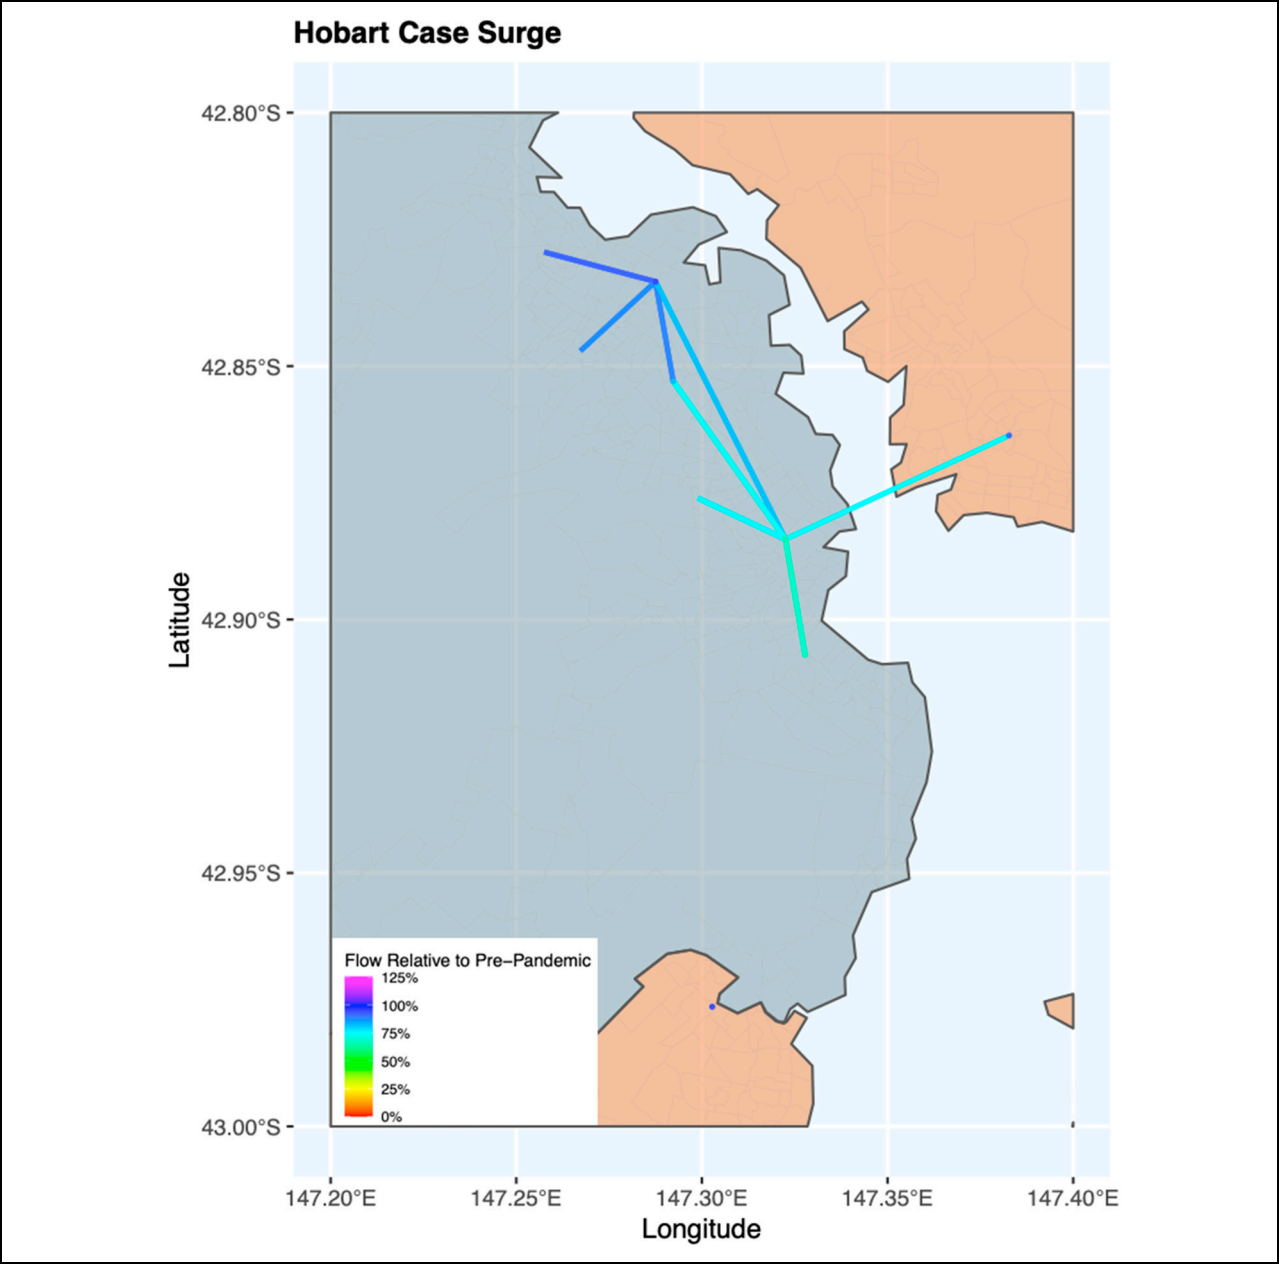 Hobart Case Surge
42.80°S
42.85°S
42.90°S
42.95°S
43.00°S
Latitude
Flow Relative to Pre−Pandemic
125%
100%
75%
50%
25%
0%
147.20°E 147.25°E 147.30°E 147.35°E 147.40°E
Longitude